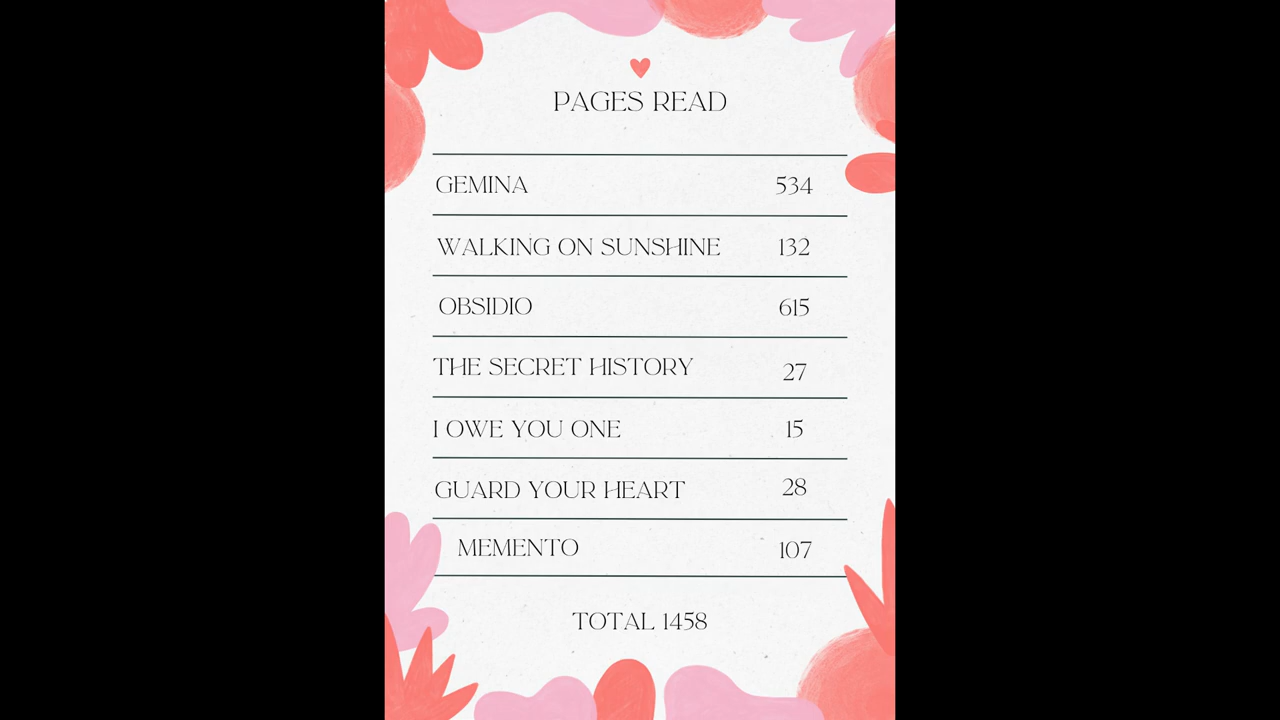 PAGES READ
GEMINA 534
WALKING ON SUNSHINE 132
OBSIDIO 615
THE SECRET HISTORY 27
I OWE YOU ONE 15
GUARD YOUR HEART 28
MEMENTO 107
TOTAL 1458